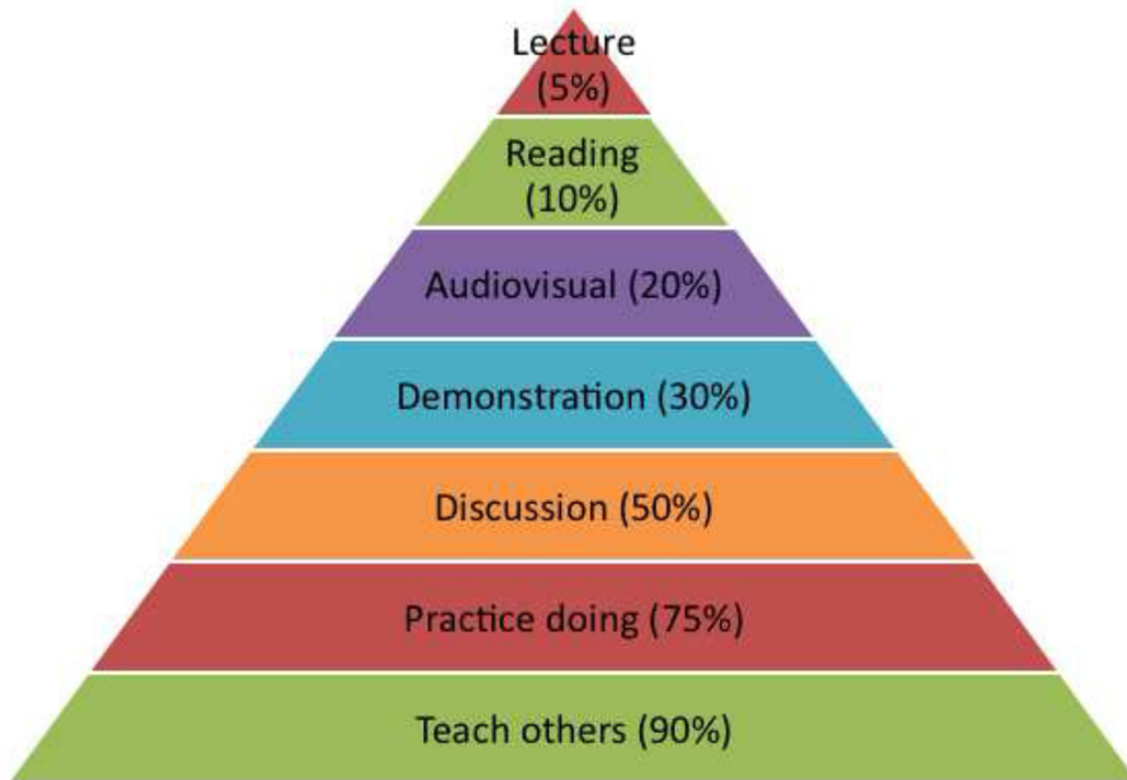 Lecture
(5%)
Reading
(10%)
Audiovisual (20%)
Demonstration (30%)
Discussion (50%)
Practice doing (75%)
Teach others (90%)